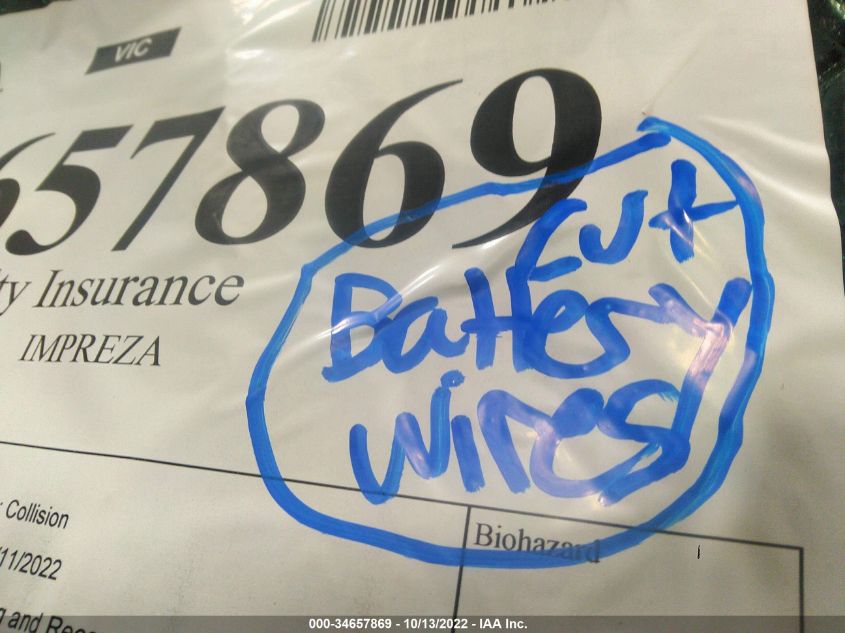 VIC
657869
Cut
Battery
wires
ty Insurance
IMPREZA
Collision
/11/2022
and
Biohazard
000-34657869 - 10/13/2022 - IAA Inc.